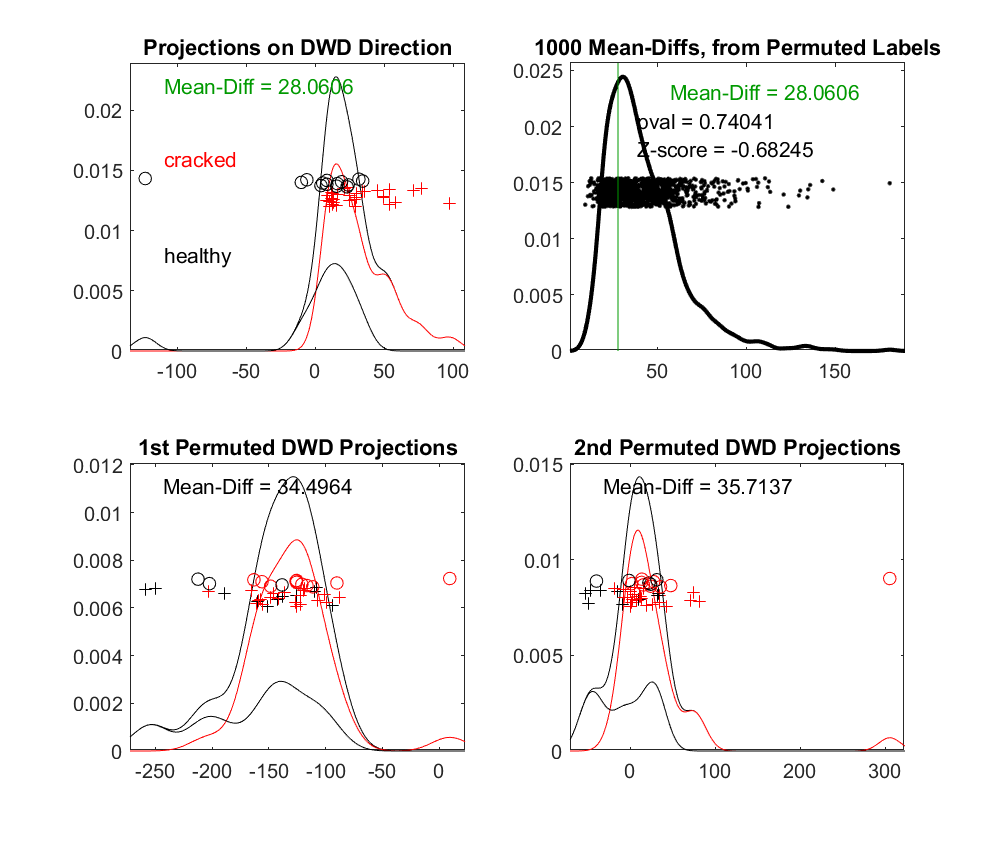 Projections on DWD Direction
Mean-Diff = 28.0606
cracked
healthy
0.02
0.015
0.01
0.005
0
-100 -50 0 50 100
1000 Mean-Diffs, from Permuted Labels
Mean-Diff = 28.0606
pval = 0.74041
Z-score = -0.68245
0.025
0.02
0.015
0.01
0.005
0
50 100 150
1st Permuted DWD Projections
Mean-Diff = 34.4964
0.012
0.01
0.008
0.006
0.004
0.002
0
-250 -200 -150 -100 -50 0
2nd Permuted DWD Projections
Mean-Diff = 35.7137
0.015
0.01
0.005
0
0 100 200 300